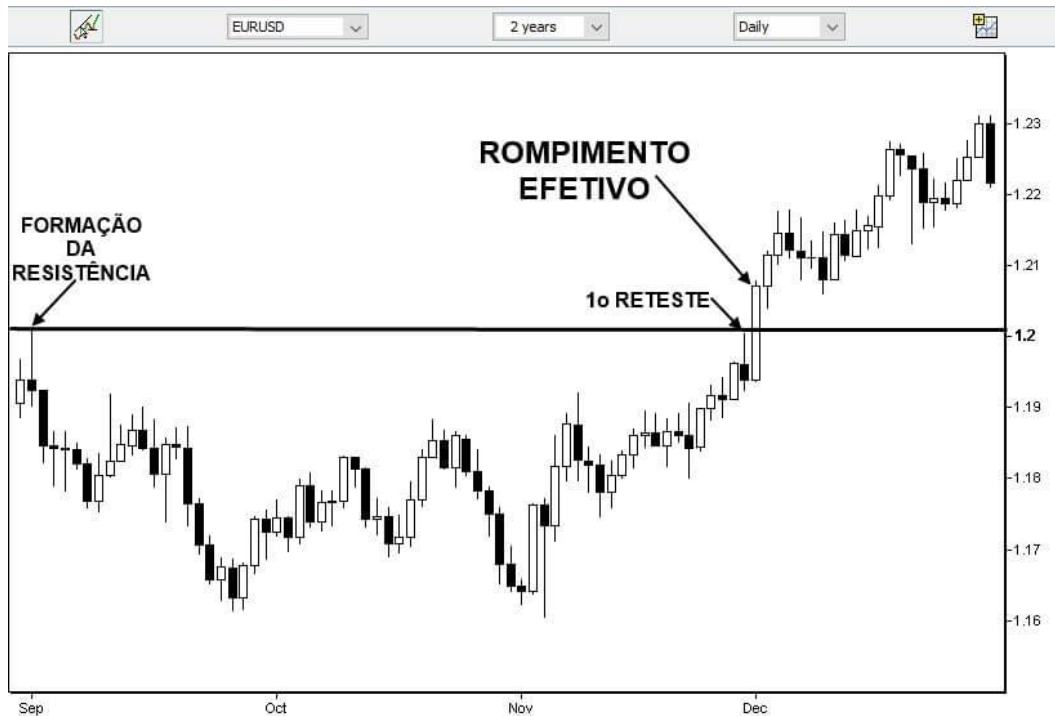 EURUSD
2 years
Daily
ROMPIMENTO
EFETIVO
FORMAÇÃO
DA
RESISTÊNCIA
1o RETESTE
1.23
1.22
1.21
1.2
1.19
1.18
1.17
1.16
Sep
Oct
Nov
Dec